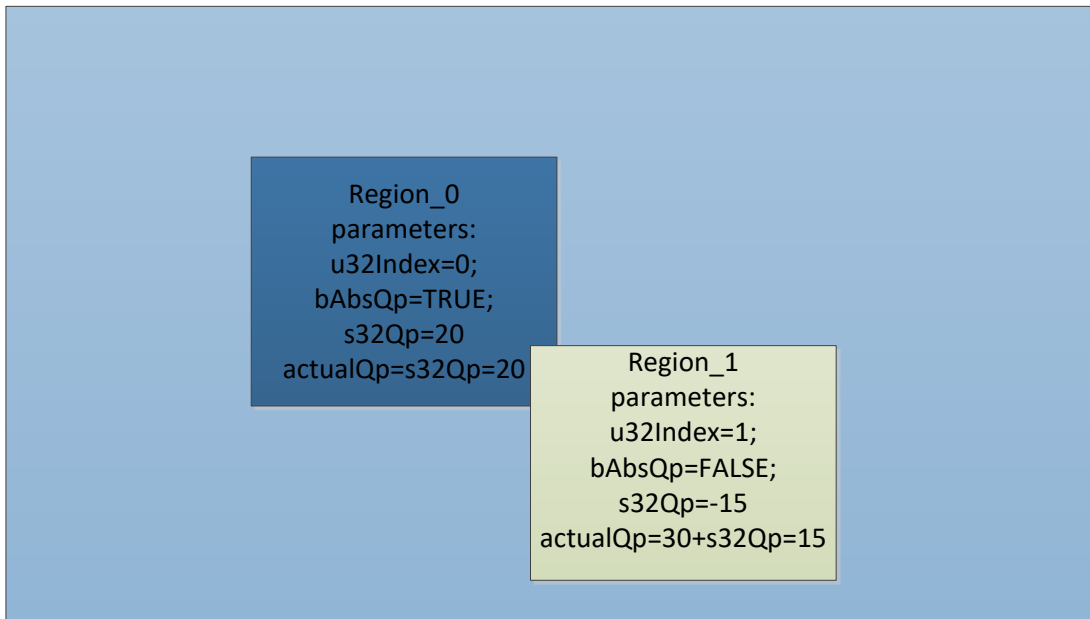 Region_0
parameters:
u32Index=0;
bAbsQp=TRUE;
s32Qp=20
actualQp=s32Qp=20
Region_1
parameters:
u32Index=1;
bAbsQp=FALSE;
s32Qp=-15
actualQp=30+s32Qp=15